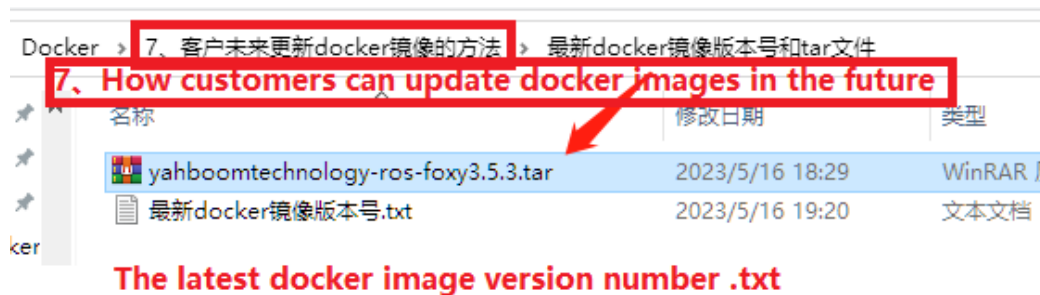 Docker › 7、客户未来更新docker镜像的方法 › 最新docker镜像版本号和tar文件
7、How customers can update docker images in the future
名称 修改日期 类型
yahboomtechnology-ros-foxy3.5.3.tar 2023/5/16 18:29 WinRAR
最新docker镜像版本号.txt 2023/5/16 19:20 文本文档
ker
The latest docker image version number .txt